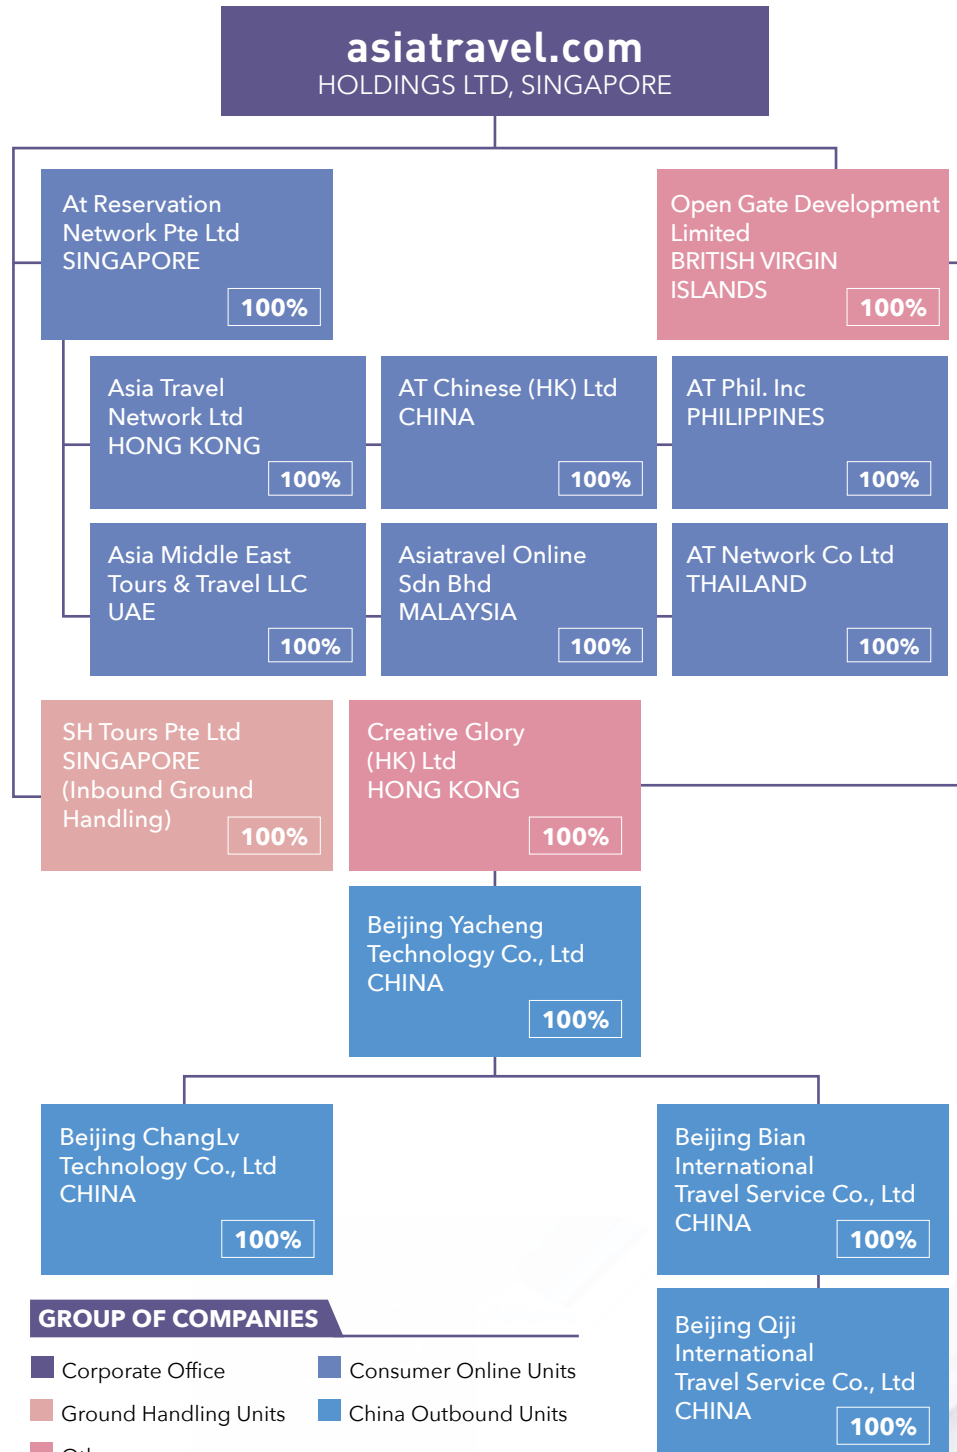 asiatravel.com
HOLDINGS LTD, SINGAPORE
At Reservation
Network Pte Ltd
SINGAPORE
100%
Open Gate Development
Limited
BRITISH VIRGIN
ISLANDS
100%
Asia Travel
Network Ltd
HONG KONG
100%
AT Chinese (HK) Ltd
CHINA
100%
AT Phil. Inc
PHILIPPINES
100%
Asia Middle East
Tours & Travel LLC
UAE
100%
Asiatravel Online
Sdn Bhd
MALAYSIA
100%
AT Network Co Ltd
THAILAND
100%
SH Tours Pte Ltd
SINGAPORE
(Inbound Ground
Handling)
100%
Creative Glory
(HK) Ltd
HONG KONG
100%
Beijing Yacheng
Technology Co., Ltd
CHINA
100%
Beijing ChangLv
Technology Co., Ltd
CHINA
100%
Beijing Bian
International
Travel Service Co., Ltd
CHINA
100%
Beijing Qiji
International
Travel Service Co., Ltd
CHINA
100%
GROUP OF COMPANIES
Corporate Office
Consumer Online Units
Ground Handling Units
China Outbound Units